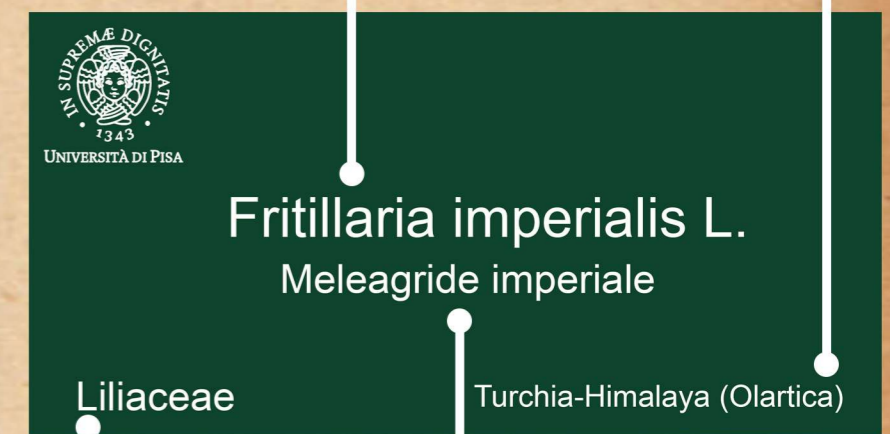 IN SUPREMÆ DIGNITATIS
1343
UNIVERSITÀ DI PISA
Fritillaria imperialis L.
Meleagride imperiale
Liliaceae
Turchia-Himalaya (Olartica)